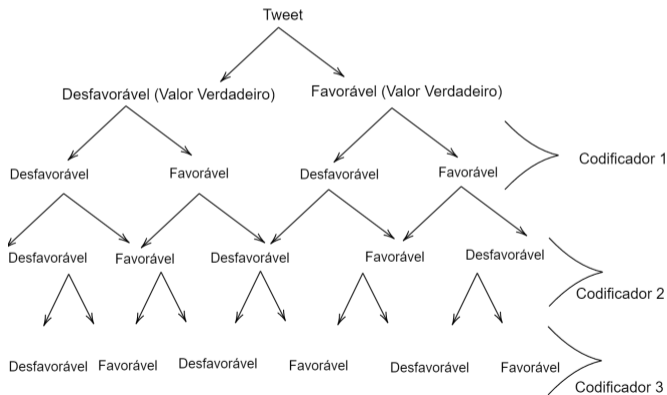 Tweet
Desfavorável (Valor Verdadeiro)
Favorável (Valor Verdadeiro)
Codificador 1
Desfavorável
Favorável
Desfavorável
Favorável
Desfavorável
Favorável
Desfavorável
Favorável
Desfavorável
Codificador 2
Desfavorável
Favorável
Desfavorável
Favorável
Desfavorável
Favorável
Codificador 3